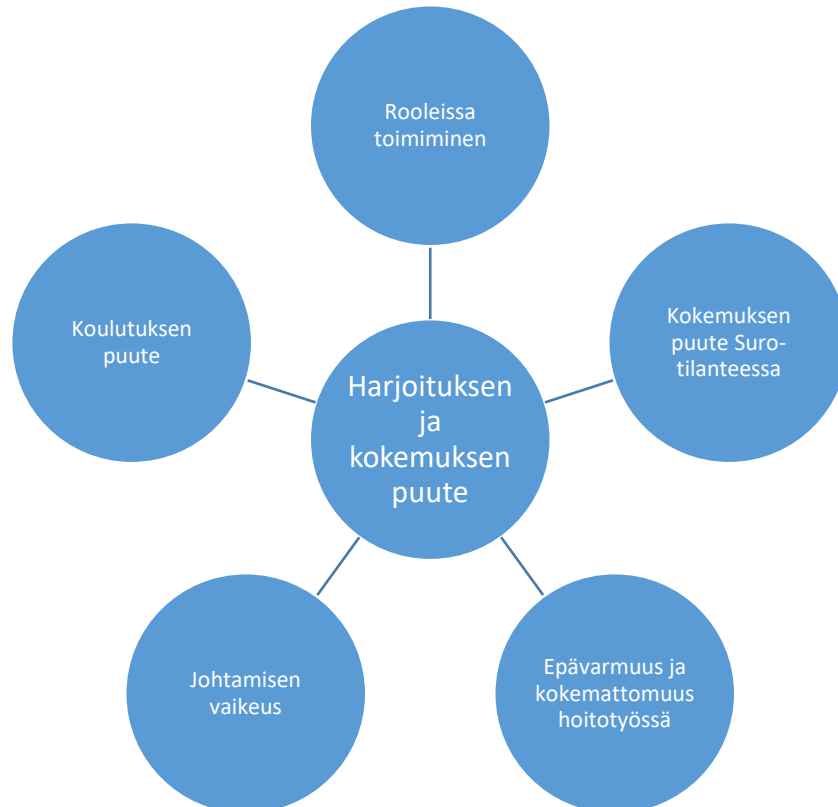 Rooleissa
toimiminen
Kokemuksen
puute Suro-
tilanteessa
Epävarmuus ja
kokemattomuus
hoitotyössä
Johtamisen
vaikeus
Koulutuksen
puute
Harjoituksen
ja
kokemuksen
puute